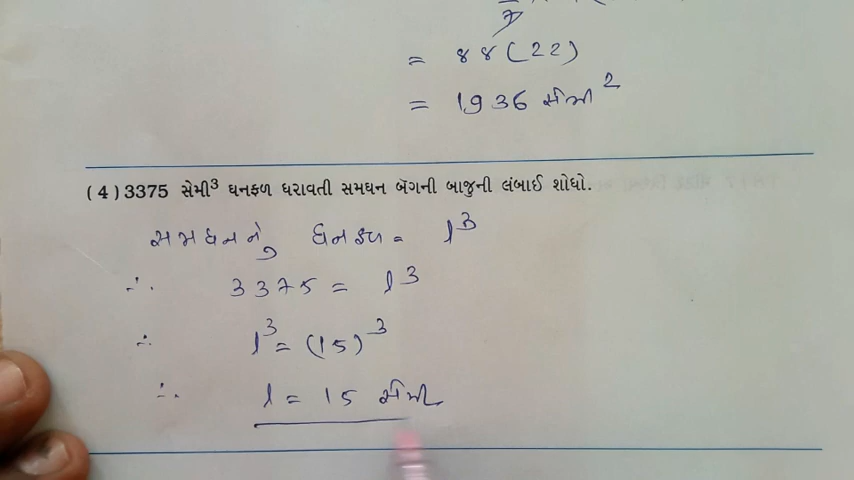 7
= 88(22)
= 1936 સેમી²
(4) 3375 સેમી³ ઘનફળ ધરાવતી સમઘન બૅગની બાજુની લંબાઈ શોધો.
સમઘનનું ઘનફળ = l³
∴ 3375 = l³
∴ l³ = (15)³
∴ l = 15 સેમી